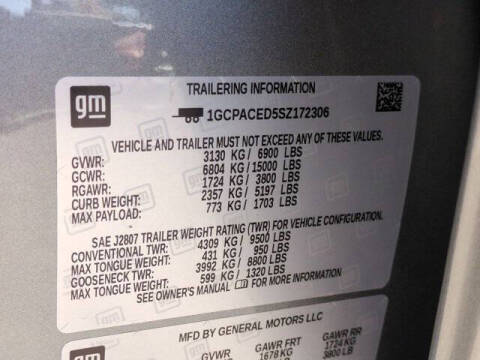 gm
TRAILERING INFORMATION
1GCPACED5SZ172306
VEHICLE AND TRAILER MUST NOT EXCEED ANY OF THESE VALUES.
GVWR: 3130 KG / 6900 LBS
GCWR: 6804 KG / 15000 LBS
RGAWR: 1724 KG / 3800 LBS
CURB WEIGHT: 2357 KG / 5197 LBS
MAX PAYLOAD: 773 KG / 1703 LBS
SAE J2807 TRAILER WEIGHT RATING (TWR) FOR VEHICLE CONFIGURATION.
CONVENTIONAL TWR: 4309 KG / 9500 LBS
MAX TONGUE WEIGHT: 431 KG / 950 LBS
GOOSENECK TWR: 3992 KG / 8800 LBS
MAX TONGUE WEIGHT: 599 KG / 1320 LBS
SEE OWNER'S MANUAL FOR MORE INFORMATION
gm
MFD BY GENERAL MOTORS LLC
GVWR GAWR FRT GAWR RR
1678 KG 1724 KG
3800 LB